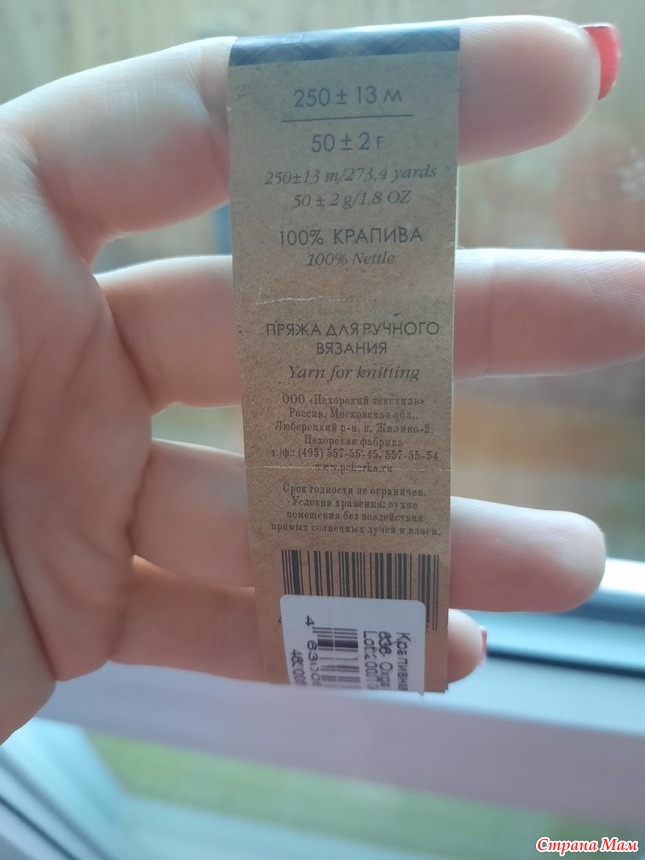 250 ± 13 м
50 ± 2 г
250±13 m/273,4 yards
50 ± 2 g/1,8 OZ
100% КРАПИВА
100% Nettle
ПРЯЖА ДЛЯ РУЧНОГО
ВЯЗАНИЯ
Yarn for knitting
ООО «Пехорский текстиль»
Россия, Московская обл.,
Люберецкий р-н, п. Жилино-2,
Пехорская фабрика
т./ф.: (495) 557-55-45, 557-55-54
www.pehorka.ru
Срок годности не ограничен.
Условия хранения: сухие
помещения без воздействия
прямых солнечных лучей и влаги.
Крапивная
636
Страна Мам